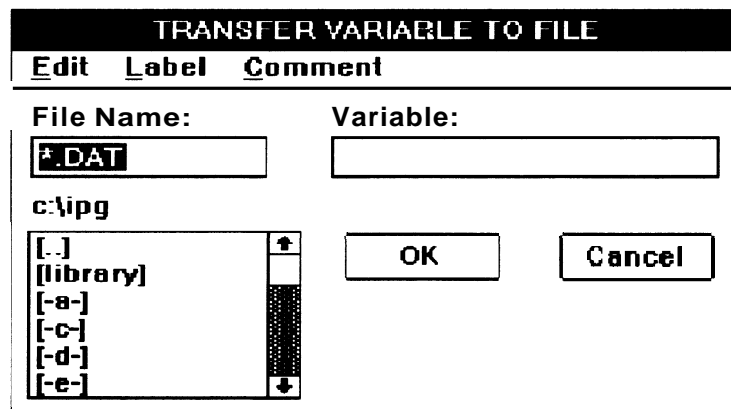 TRANSFER VARIABLE TO FILE
Edit Label Comment
File Name: Variable:
*.DAT
c:\ipg
[..]
[library]
[-a-]
[-c-]
[-d-]
[-e-]
OK Cancel